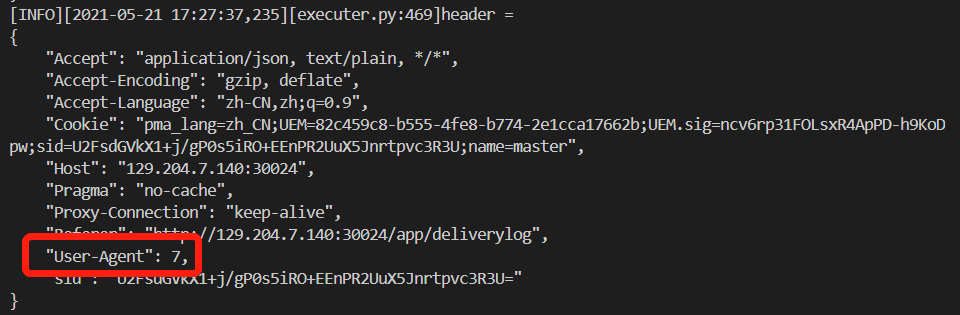 [INFO][2021-05-21 17:27:37,235][executer.py:469]header =
{
"Accept": "application/json, text/plain, */*",
"Accept-Encoding": "gzip, deflate",
"Accept-Language": "zh-CN,zh;q=0.9",
"Cookie": "pma_lang=zh_CN;UEM=82c459c8-b555-4fe8-b774-2e1cca17662b;UEM.sig=ncv6rp31FOLsxR4ApPD-h9KoD
pw;sid=U2FsdGVkX1+j/gP0s5iRO+EEnPR2UuX5Jnrtpvc3R3U;name=master",
"Host": "129.204.7.140:30024",
"Pragma": "no-cache",
"Proxy-Connection": "keep-alive",
"Referer": "http://129.204.7.140:30024/app/deliverylog",
"User-Agent": 7,
"sid": "U2FsdGVkX1+j/gP0s5iRO+EEnPR2UuX5Jnrtpvc3R3U="
}